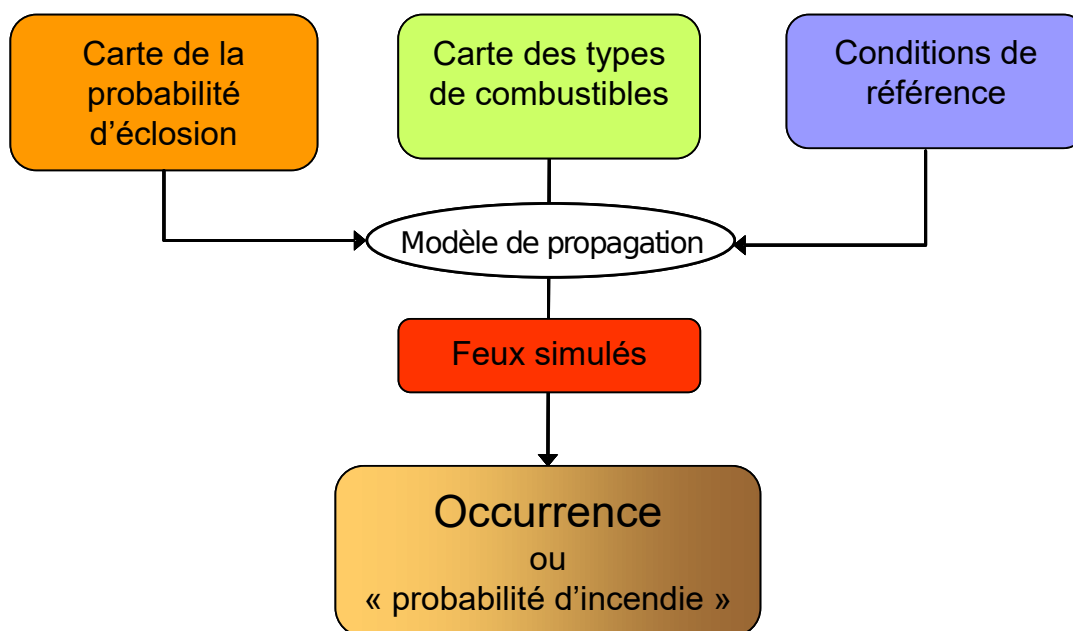 Carte de la
probabilité
d’éclosion
Carte des types
de combustibles
Conditions de
référence
Modèle de propagation
Feux simulés
Occurrence
ou
« probabilité d’incendie »